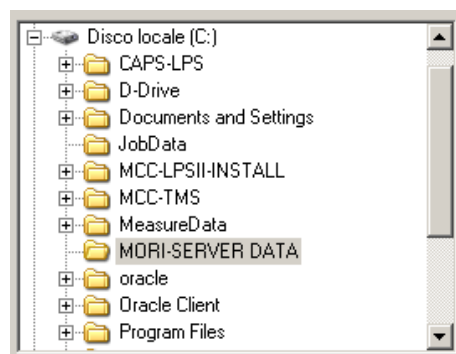 Disco locale (C:)
CAPS-LPS
D-Drive
Documents and Settings
JobData
MCC-LPSII-INSTALL
MCC-TMS
MeasureData
MORI-SERVER DATA
oracle
Oracle Client
Program Files